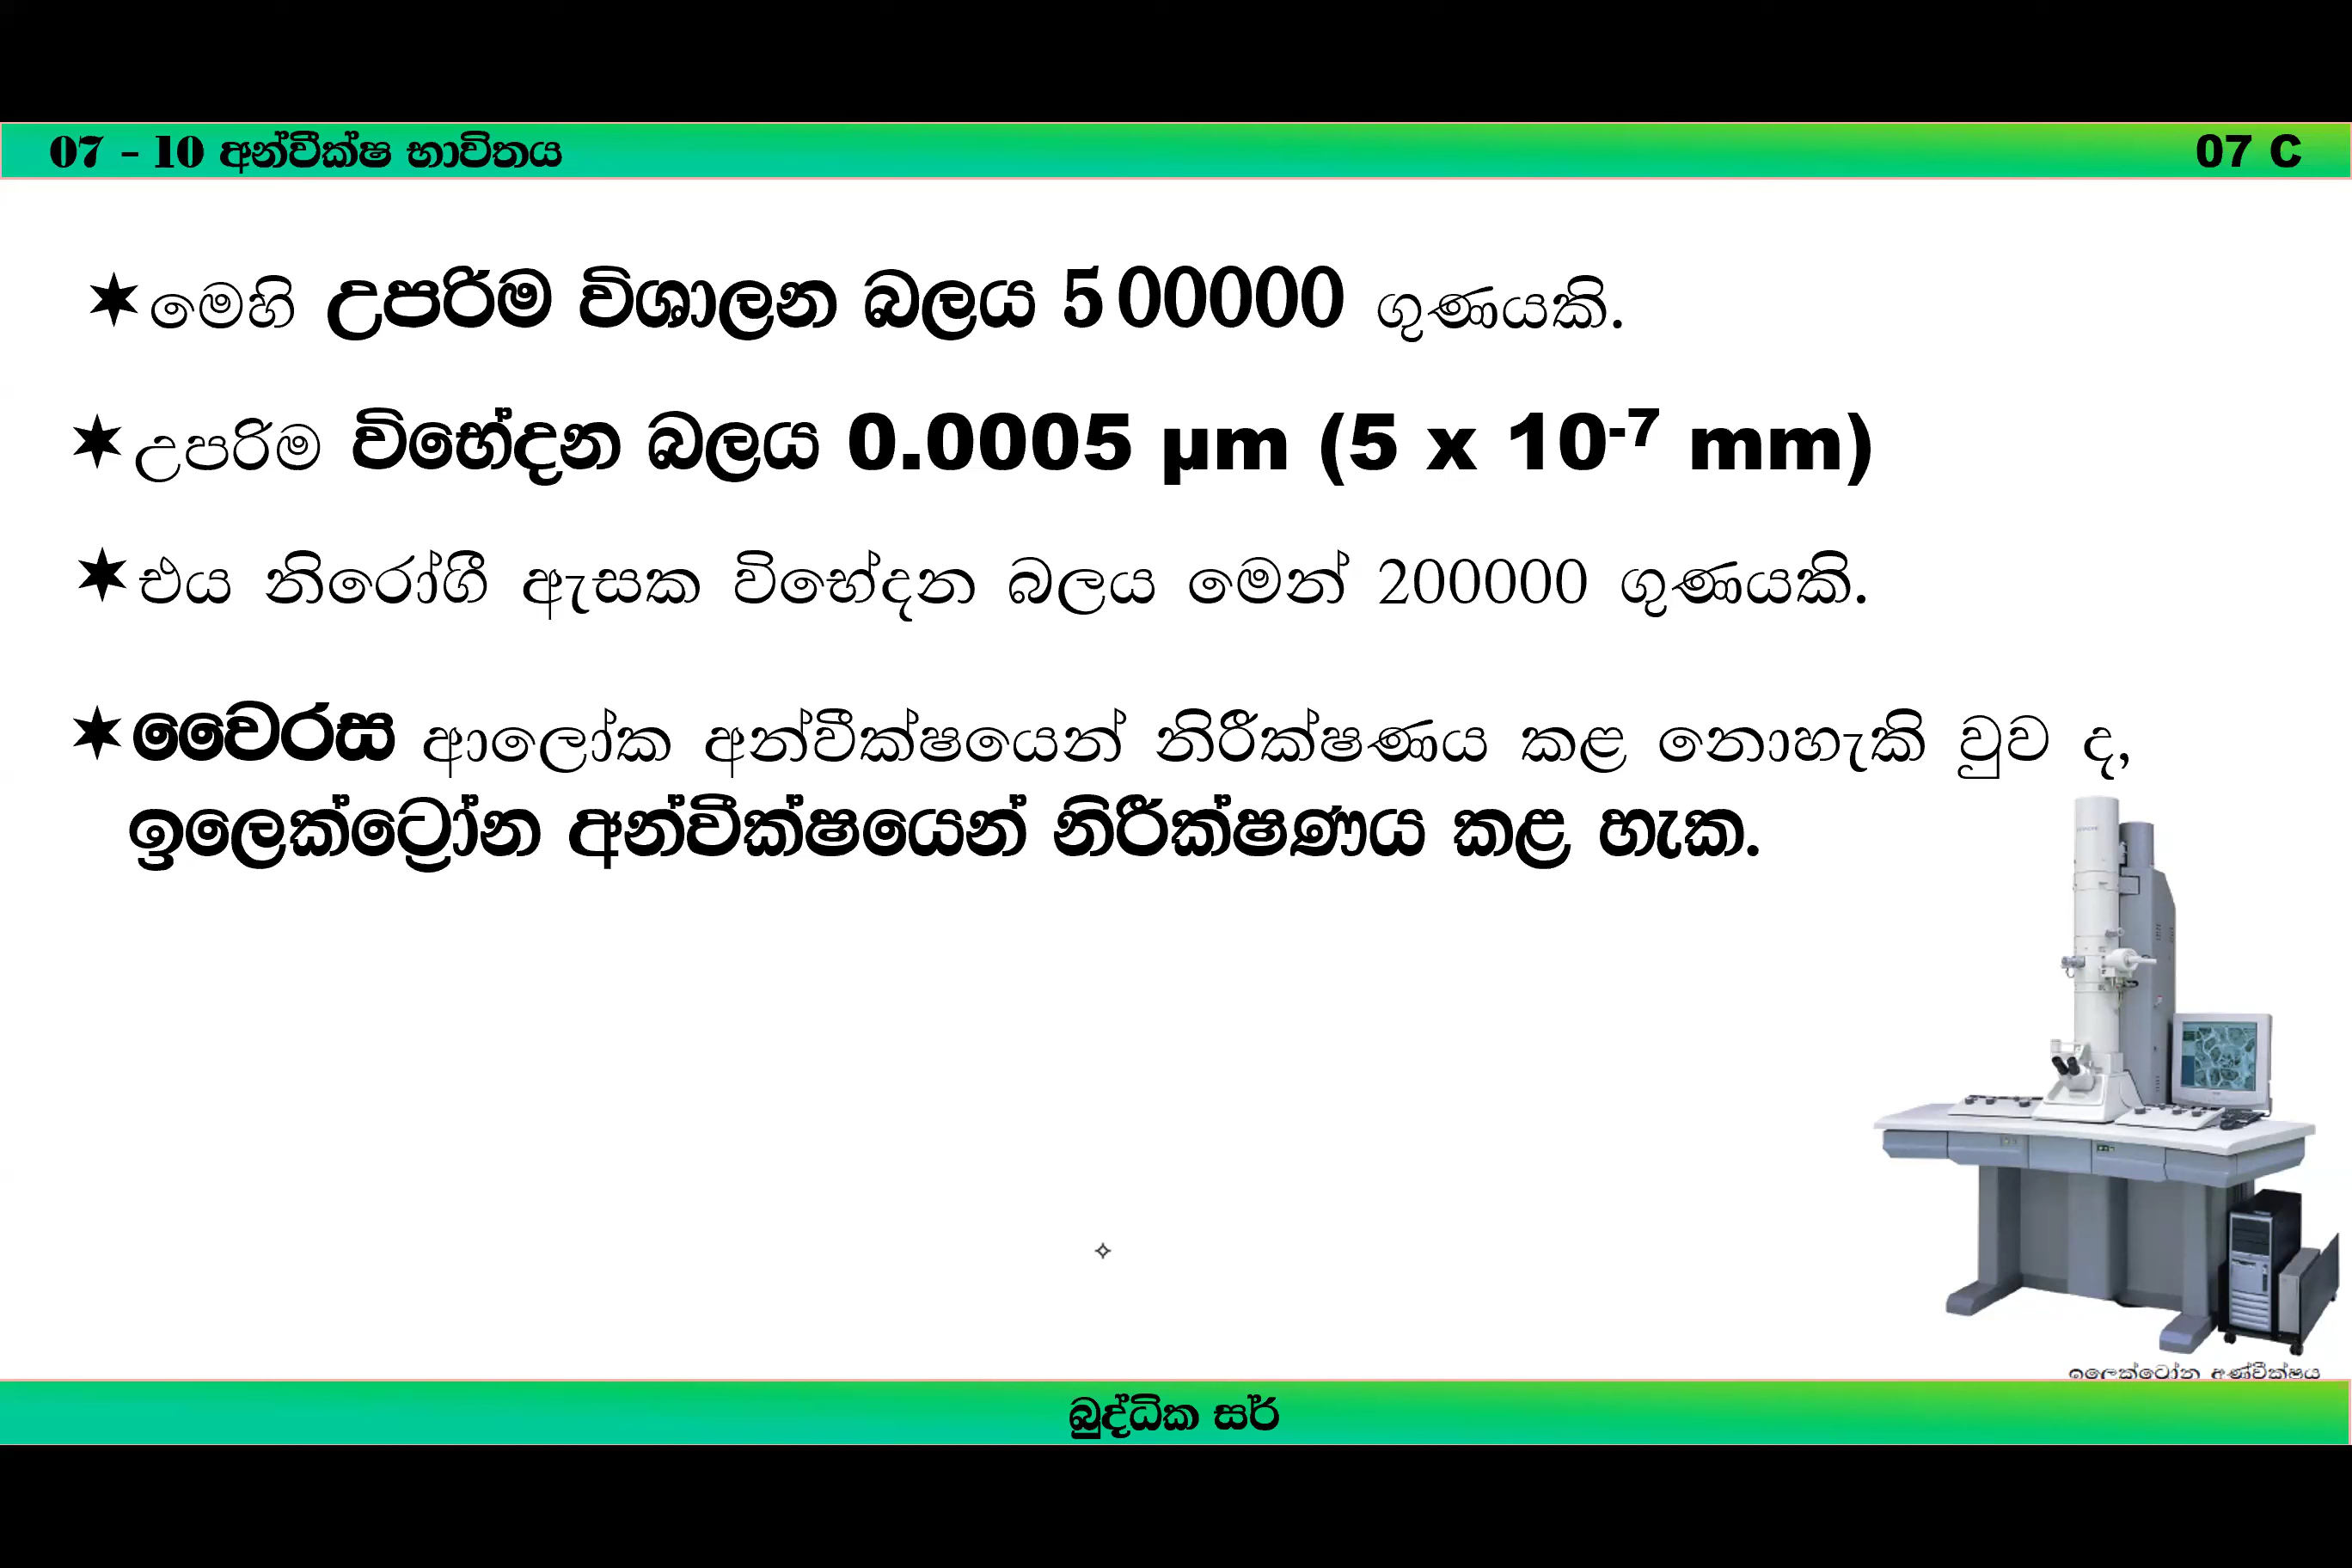 07 - 10 අන්වීක්ෂ භාවිතය
07 C
✶මෙහි උපරිම විශාලන බලය 500000 ගුණයකි.
✶උපරිම විභේදන බලය 0.0005 µm (5 x 10⁻⁷ mm)
✶එය නිරෝගී ඇසක විභේදන බලය මෙන් 200000 ගුණයකි.
✶වෛරස ආලෝක අන්වීක්ෂයෙන් නිරීක්ෂණය කළ නොහැකි වුව ද,
ඉලෙක්ට්‍රෝන අන්වීක්ෂයෙන් නිරීක්ෂණය කළ හැක.
ඉලෙක්ට්‍රෝන අණ්වීක්ෂය
බුද්ධික සර්